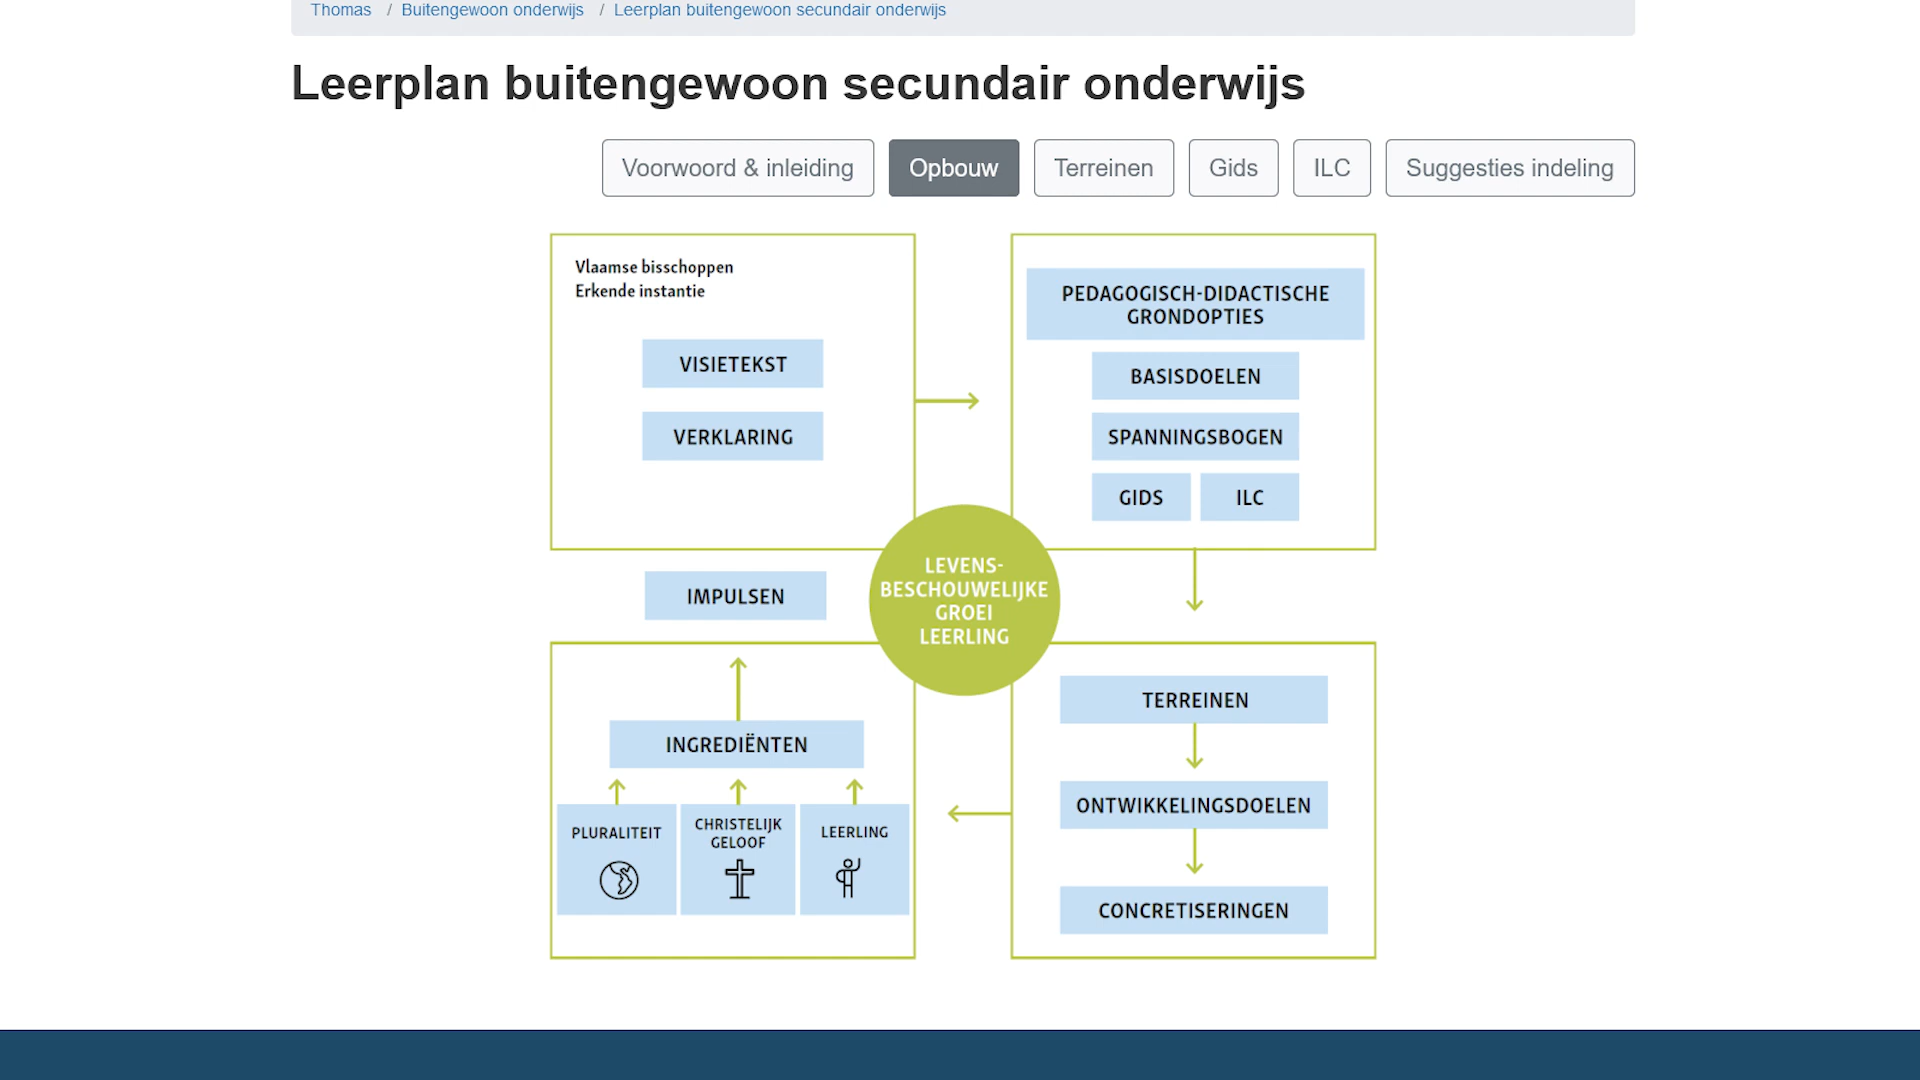 Thomas / Buitengewoon onderwijs / Leerplan buitengewoon secundair onderwijs
Leerplan buitengewoon secundair onderwijs
Voorwoord & inleiding
Opbouw
Terreinen
Gids
ILC
Suggesties indeling
Vlaamse bisschoppen
Erkende instantie
VISIETEKST
VERKLARING
PEDAGOGISCH-DIDACTISCHE
GRONDOPTIES
BASISDOELEN
SPANNINGSBOGEN
GIDS
ILC
LEVENS-
BESCHOUWELIJKE
GROEI
LEERLING
IMPULSEN
INGREDIËNTEN
PLURALITEIT
CHRISTELIJK
GELOOF
LEERLING
TERREINEN
ONTWIKKELINGSDOELEN
CONCRETISERINGEN